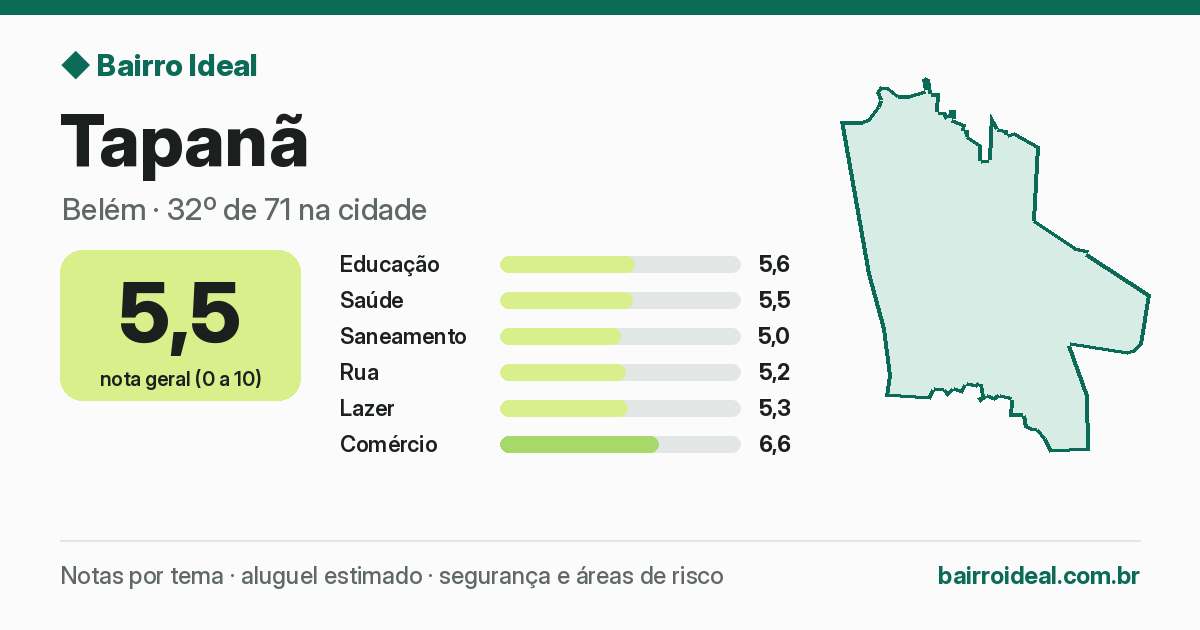 Bairro Ideal
Tapanã
Belém · 32º de 71 na cidade
5,5
nota geral (0 a 10)
Educação 5,6
Saúde 5,5
Saneamento 5,0
Rua 5,2
Lazer 5,3
Comércio 6,6
Notas por tema · aluguel estimado · segurança e áreas de risco
bairroideal.com.br